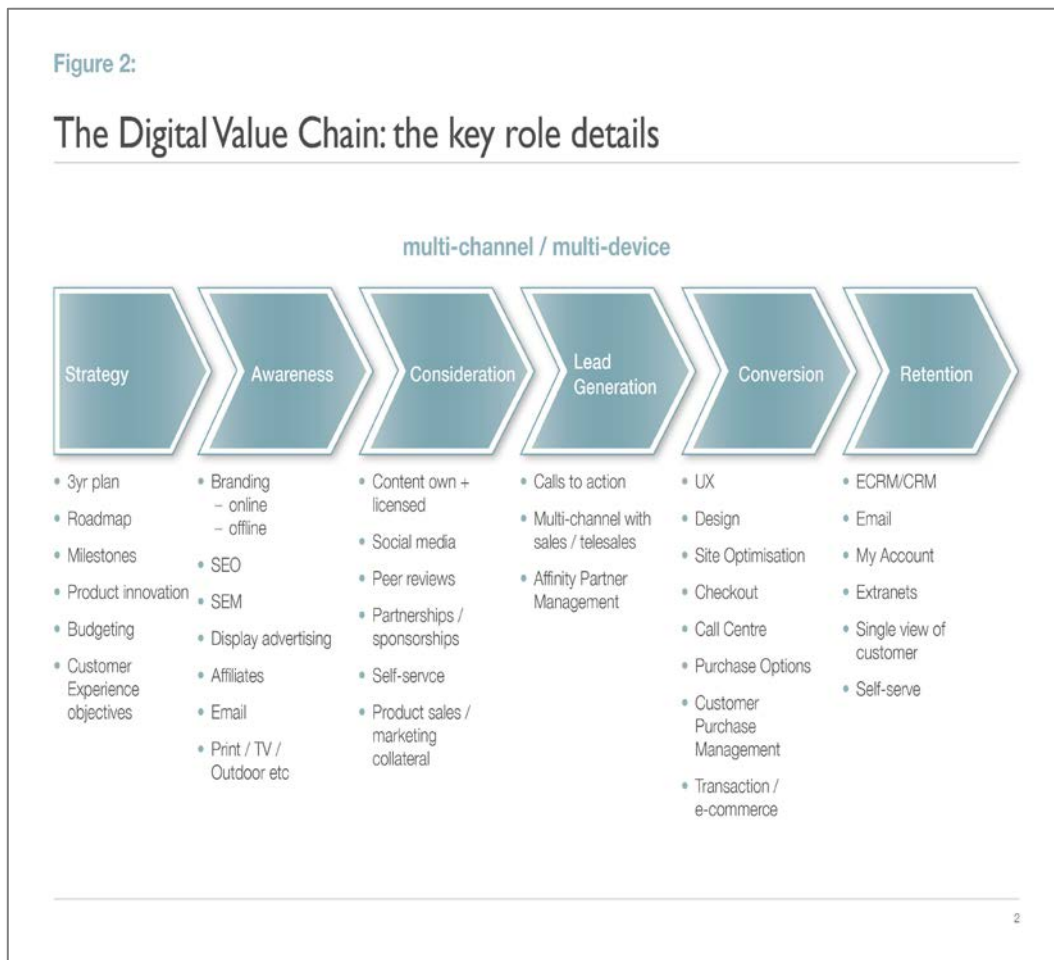 Figure 2:
The Digital Value Chain: the key role details
multi-channel / multi-device
Strategy
Awareness
Consideration
Lead
Generation
Conversion
Retention
• 3yr plan
• Roadmap
• Milestones
• Product innovation
• Budgeting
• Customer
Experience
objectives
• Branding
– online
– offline
• SEO
• SEM
• Display advertising
• Affiliates
• Email
• Print / TV /
Outdoor etc
• Content own +
licensed
• Social media
• Peer reviews
• Partnerships /
sponsorships
• Self-servce
• Product sales /
marketing
collateral
• Calls to action
• Multi-channel with
sales / telesales
• Affinity Partner
Management
• UX
• Design
• Site Optimisation
• Checkout
• Call Centre
• Purchase Options
• Customer
Purchase
Management
• Transaction /
e-commerce
• ECRM/CRM
• Email
• My Account
• Extranets
• Single view of
customer
• Self-serve
2